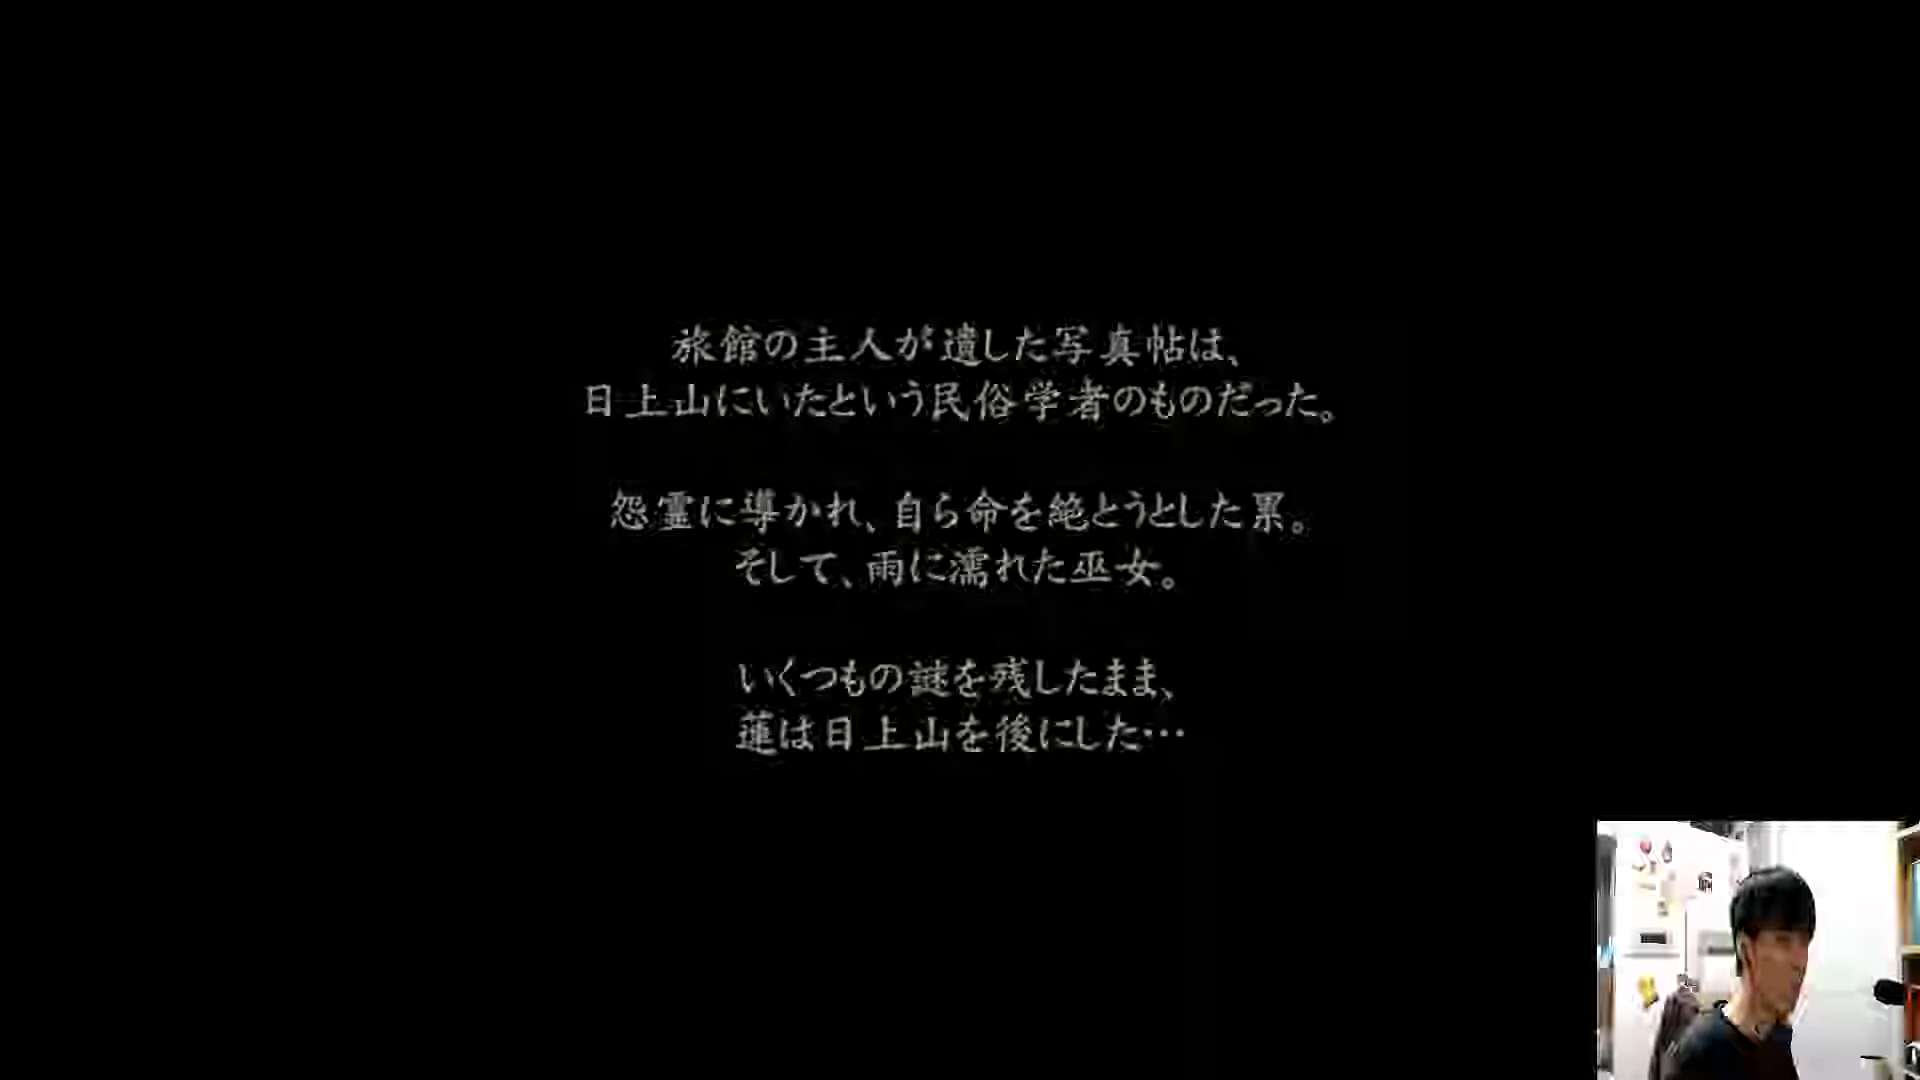 旅館の主人が遺した写真帖は、
日上山にいたという民俗学者のものだった。
怨霊に導かれ、自ら命を絶とうとした累。
そして、雨に濡れた巫女。
いくつもの謎を残したまま、
蓮は日上山を後にした…